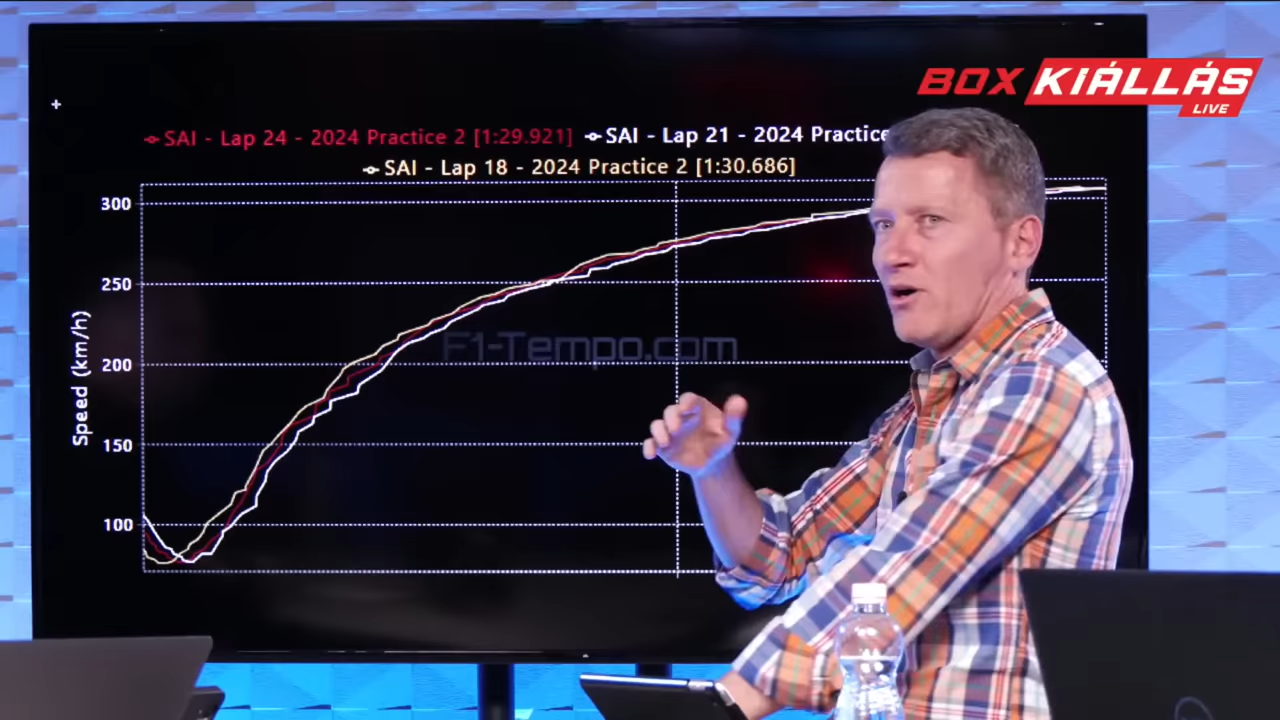 BOX KIÁLLÁS
LIVE
SAI - Lap 24 - 2024 Practice 2 [1:29.921] SAI - Lap 21 - 2024 Practice
SAI - Lap 18 - 2024 Practice 2 [1:30.686]
300
250
200
150
100
Speed (km/h)
F1-Tempo.com